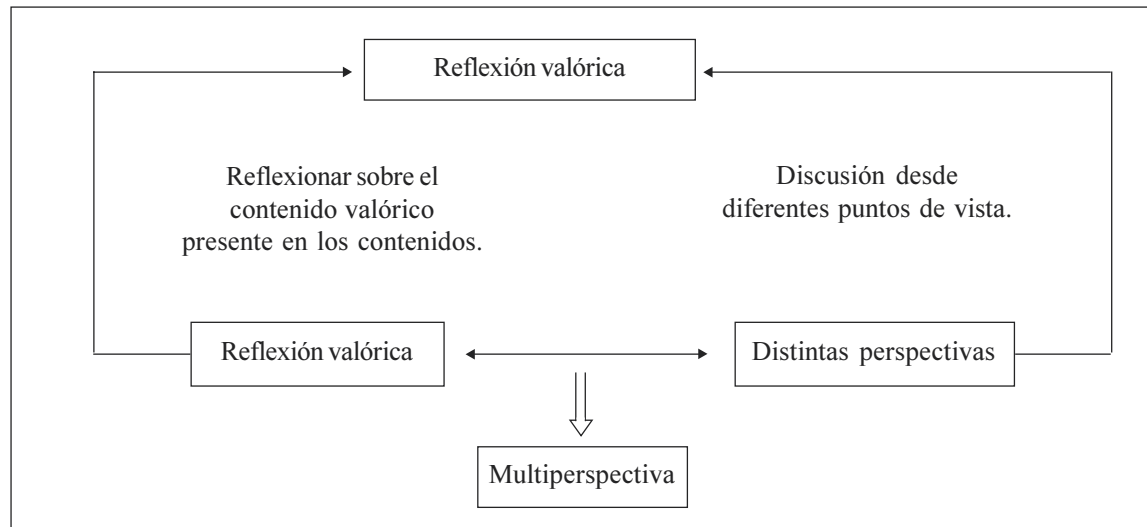 Reflexión valórica
Reflexionar sobre el
contenido valórico
presente en los contenidos.
Discusión desde
diferentes puntos de vista.
Reflexión valórica
Distintas perspectivas
Multiperspectiva